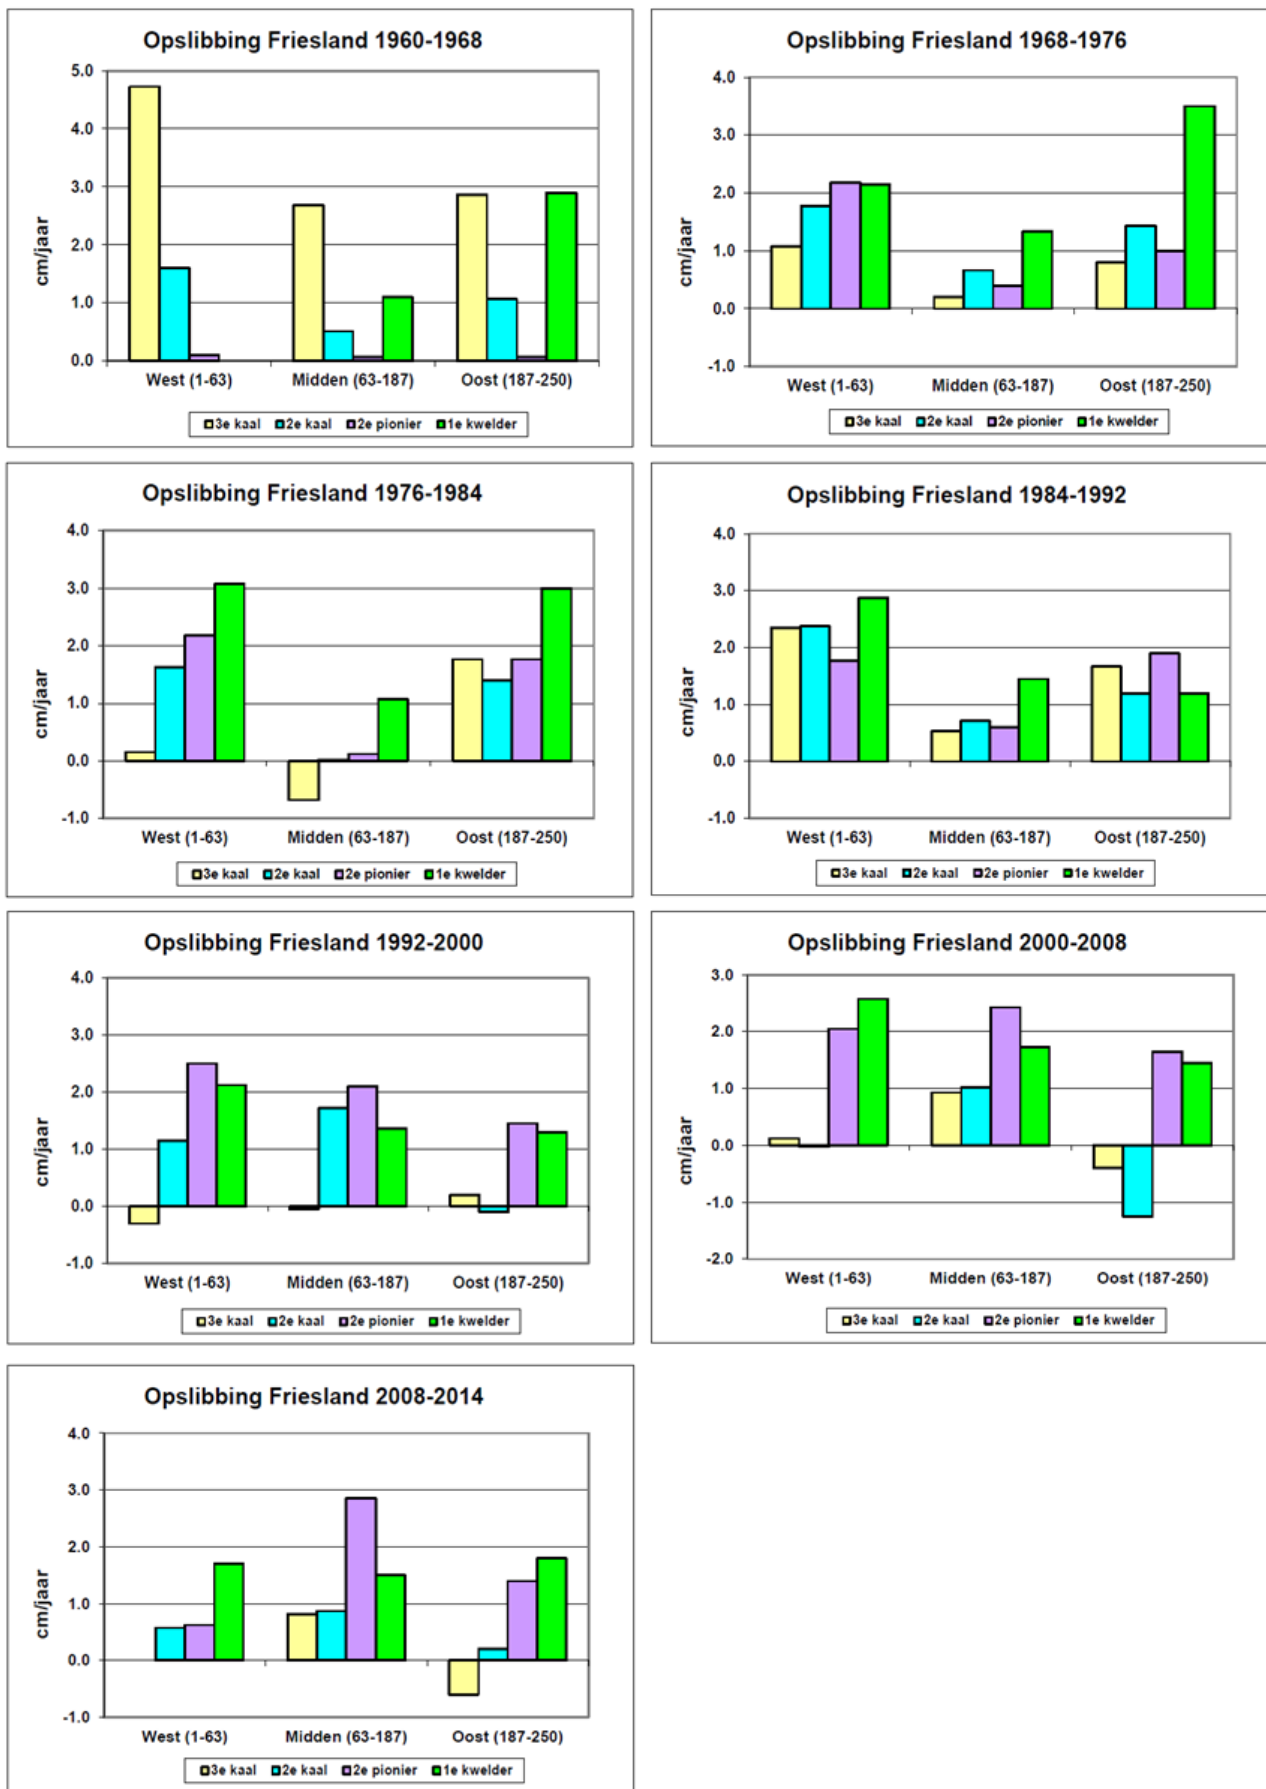 Opslibbing Friesland 1960-1968
cm/jaar
5.0
4.0
3.0
2.0
1.0
0.0
West (1-63) Midden (63-187) Oost (187-250)
3e kaal 2e kaal 2e pionier 1e kwelder
Opslibbing Friesland 1968-1976
cm/jaar
4.0
3.0
2.0
1.0
0.0
-1.0
West (1-63) Midden (63-187) Oost (187-250)
3e kaal 2e kaal 2e pionier 1e kwelder
Opslibbing Friesland 1976-1984
cm/jaar
4.0
3.0
2.0
1.0
0.0
-1.0
West (1-63) Midden (63-187) Oost (187-250)
3e kaal 2e kaal 2e pionier 1e kwelder
Opslibbing Friesland 1984-1992
cm/jaar
4.0
3.0
2.0
1.0
0.0
-1.0
West (1-63) Midden (63-187) Oost (187-250)
3e kaal 2e kaal 2e pionier 1e kwelder
Opslibbing Friesland 1992-2000
cm/jaar
4.0
3.0
2.0
1.0
0.0
-1.0
West (1-63) Midden (63-187) Oost (187-250)
3e kaal 2e kaal 2e pionier 1e kwelder
Opslibbing Friesland 2000-2008
cm/jaar
3.0
2.0
1.0
0.0
-1.0
-2.0
West (1-63) Midden (63-187) Oost (187-250)
3e kaal 2e kaal 2e pionier 1e kwelder
Opslibbing Friesland 2008-2014
cm/jaar
4.0
3.0
2.0
1.0
0.0
-1.0
West (1-63) Midden (63-187) Oost (187-250)
3e kaal 2e kaal 2e pionier 1e kwelder